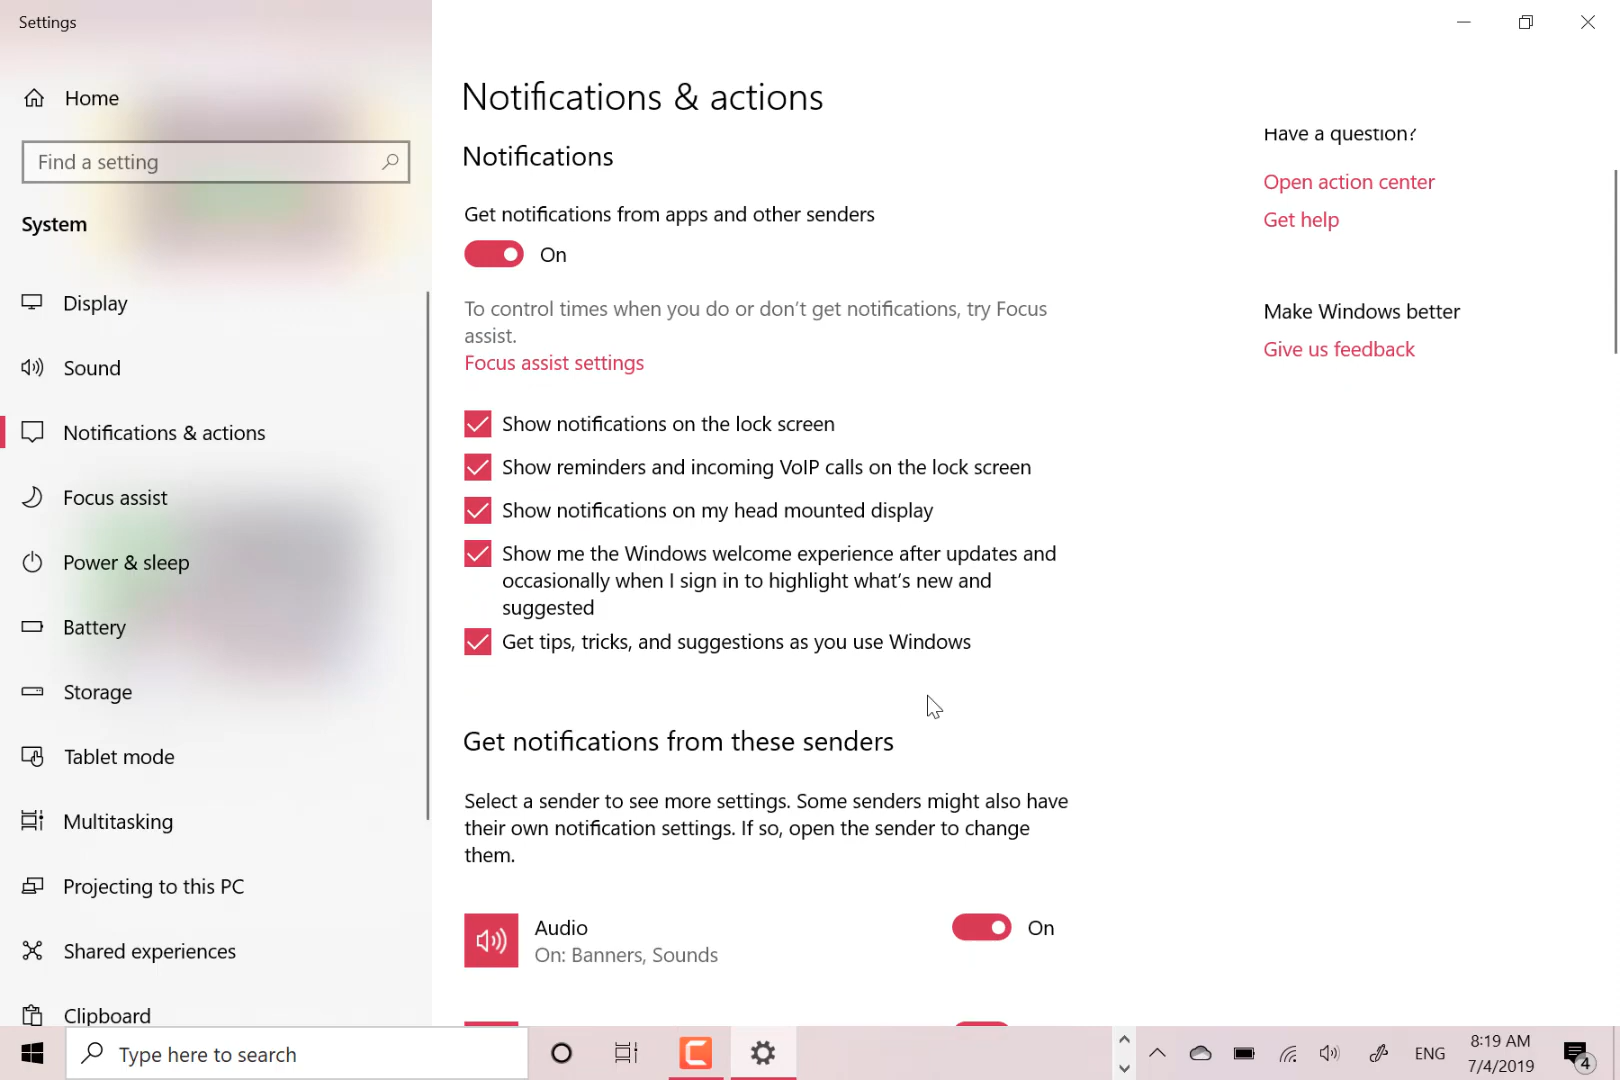 Settings
Home
Find a setting
System
Display
Sound
Notifications & actions
Focus assist
Power & sleep
Battery
Storage
Tablet mode
Multitasking
Projecting to this PC
Shared experiences
Clipboard
Notifications & actions
Notifications
Get notifications from apps and other senders
On
To control times when you do or don't get notifications, try Focus
assist.
Focus assist settings
Show notifications on the lock screen
Show reminders and incoming VoIP calls on the lock screen
Show notifications on my head mounted display
Show me the Windows welcome experience after updates and
occasionally when I sign in to highlight what's new and
suggested
Get tips, tricks, and suggestions as you use Windows
Get notifications from these senders
Select a sender to see more settings. Some senders might also have
their own notification settings. If so, open the sender to change
them.
Audio
On
On: Banners, Sounds
Have a question?
Open action center
Get help
Make Windows better
Give us feedback
Type here to search
ENG
8:19 AM
7/4/2019
4